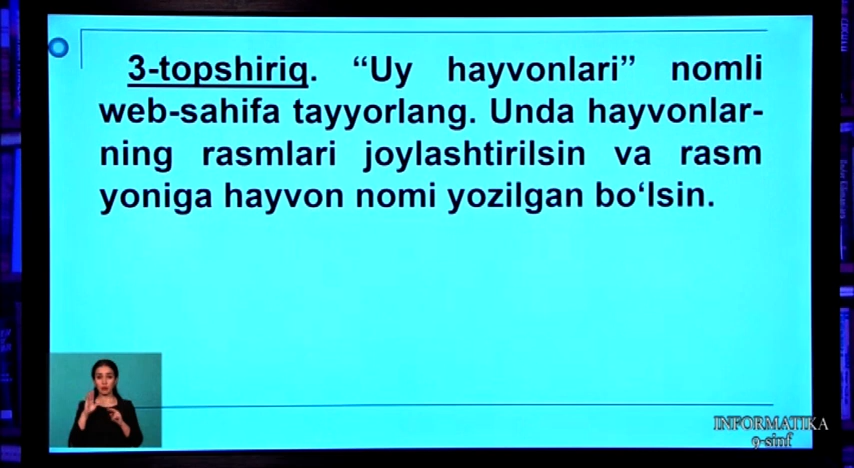 3-topshiriq. “Uy hayvonlari” nomli
web-sahifa tayyorlang. Unda hayvonlar-
ning rasmlari joylashtirilsin va rasm
yoniga hayvon nomi yozilgan bo‘lsin.
INFORMATIKA
9-sinf